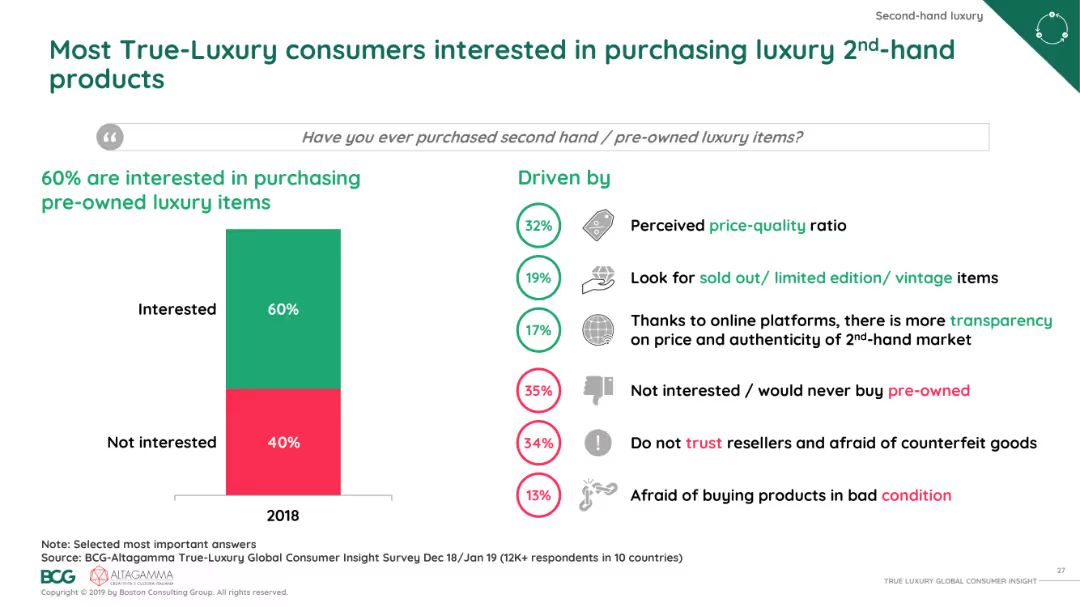 Second-hand luxury
Most True-Luxury consumers interested in purchasing luxury 2nd-hand
products
Have you ever purchased second hand / pre-owned luxury items?
60% are interested in purchasing
pre-owned luxury items
Interested
60%
Not interested
40%
2018
Driven by
32%
Perceived price-quality ratio
19%
Look for sold out/ limited edition/ vintage items
17%
Thanks to online platforms, there is more transparency
on price and authenticity of 2nd-hand market
35%
Not interested / would never buy pre-owned
34%
Do not trust resellers and afraid of counterfeit goods
13%
Afraid of buying products in bad condition
Note: Selected most important answers
Source: BCG-Altagamma True-Luxury Global Consumer Insight Survey Dec 18/Jan 19 (12K+ respondents in 10 countries)
BCG
ALTAGAMMA
Copyright © 2019 by Boston Consulting Group. All rights reserved.
27
TRUE LUXURY GLOBAL CONSUMER INSIGHT